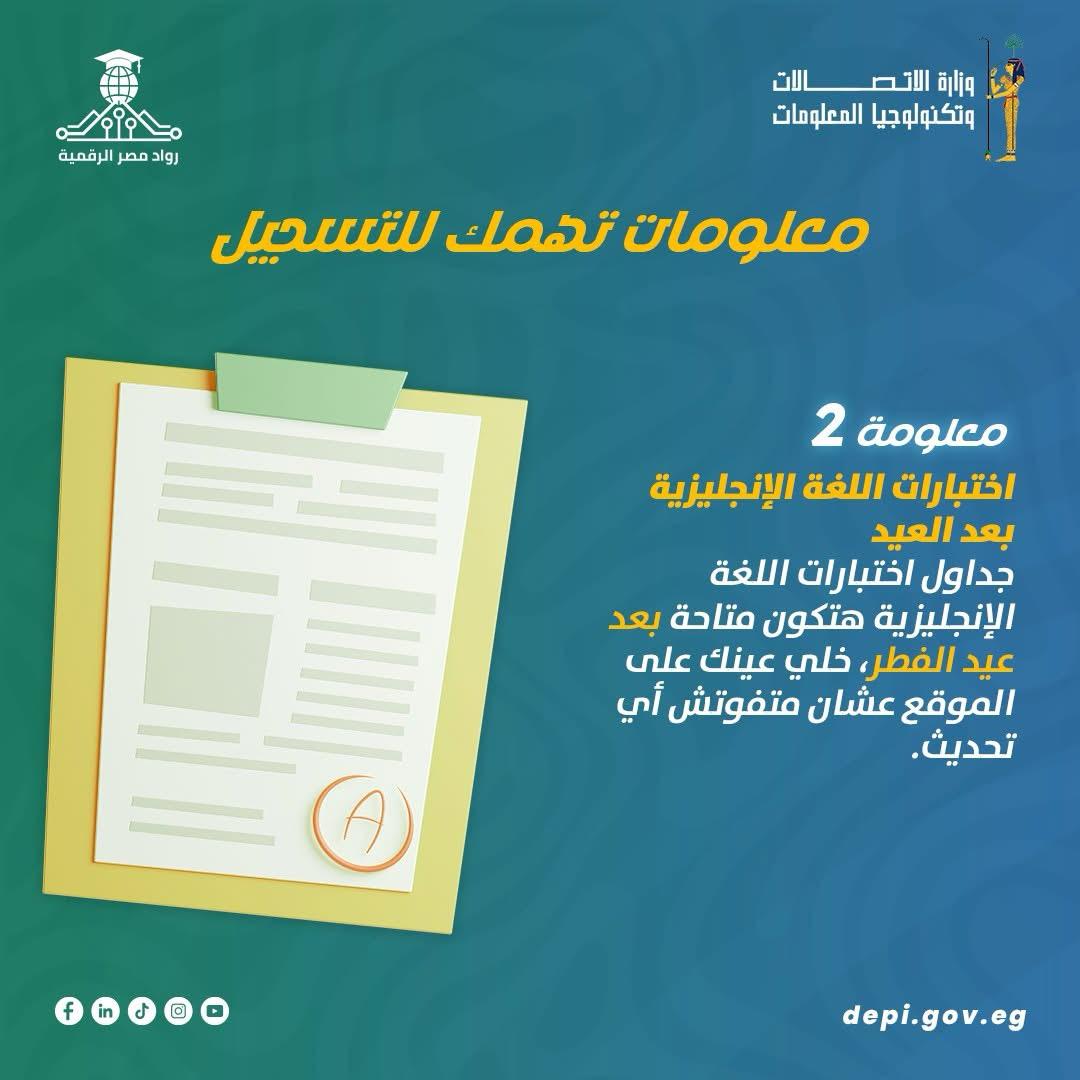 وزارة الاتصالات
وتكنولوجيا المعلومات
رواد مصر الرقمية
معلومات تهمك للتسجيل
معلومة 2
اختبارات اللغة الإنجليزية
بعد العيد
جداول اختبارات اللغة
الإنجليزية هتكون متاحة بعد
عيد الفطر، خلي عينك على
الموقع عشان متفوتش أي
تحديث.
A
depi.gov.eg